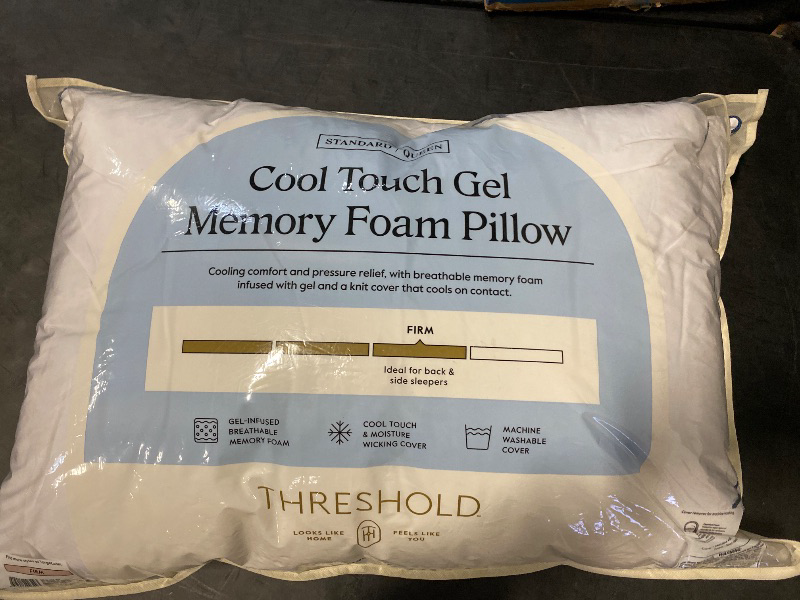 STANDARD / QUEEN
Cool Touch Gel
Memory Foam Pillow
Cooling comfort and pressure relief, with breathable memory foam
infused with gel and a knit cover that cools on contact.
FIRM
Ideal for back &
side sleepers
GEL-INFUSED
BREATHABLE
MEMORY FOAM
COOL TOUCH
& MOISTURE
WICKING COVER
MACHINE
WASHABLE
COVER
THRESHOLD
LOOKS LIKE
HOME
FEELS LIKE
YOU
FIRM